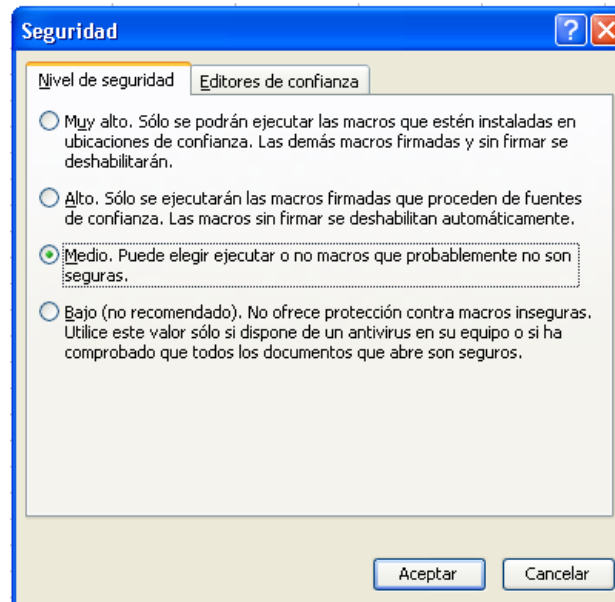 Seguridad
Nivel de seguridad
Editores de confianza
Muy alto. Sólo se podrán ejecutar las macros que estén instaladas en
ubicaciones de confianza. Las demás macros firmadas y sin firmar se
deshabilitarán.
Alto. Sólo se ejecutarán las macros firmadas que proceden de fuentes
de confianza. Las macros sin firmar se deshabilitan automáticamente.
Medio. Puede elegir ejecutar o no macros que probablemente no son
seguras.
Bajo (no recomendado). No ofrece protección contra macros inseguras.
Utilice este valor sólo si dispone de un antivirus en su equipo o si ha
comprobado que todos los documentos que abre son seguros.
Aceptar
Cancelar